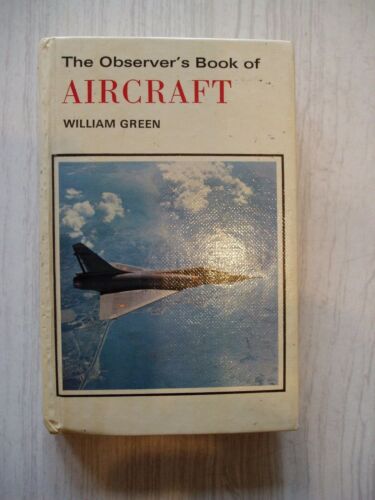 The Observer's Book of
AIRCRAFT
WILLIAM GREEN